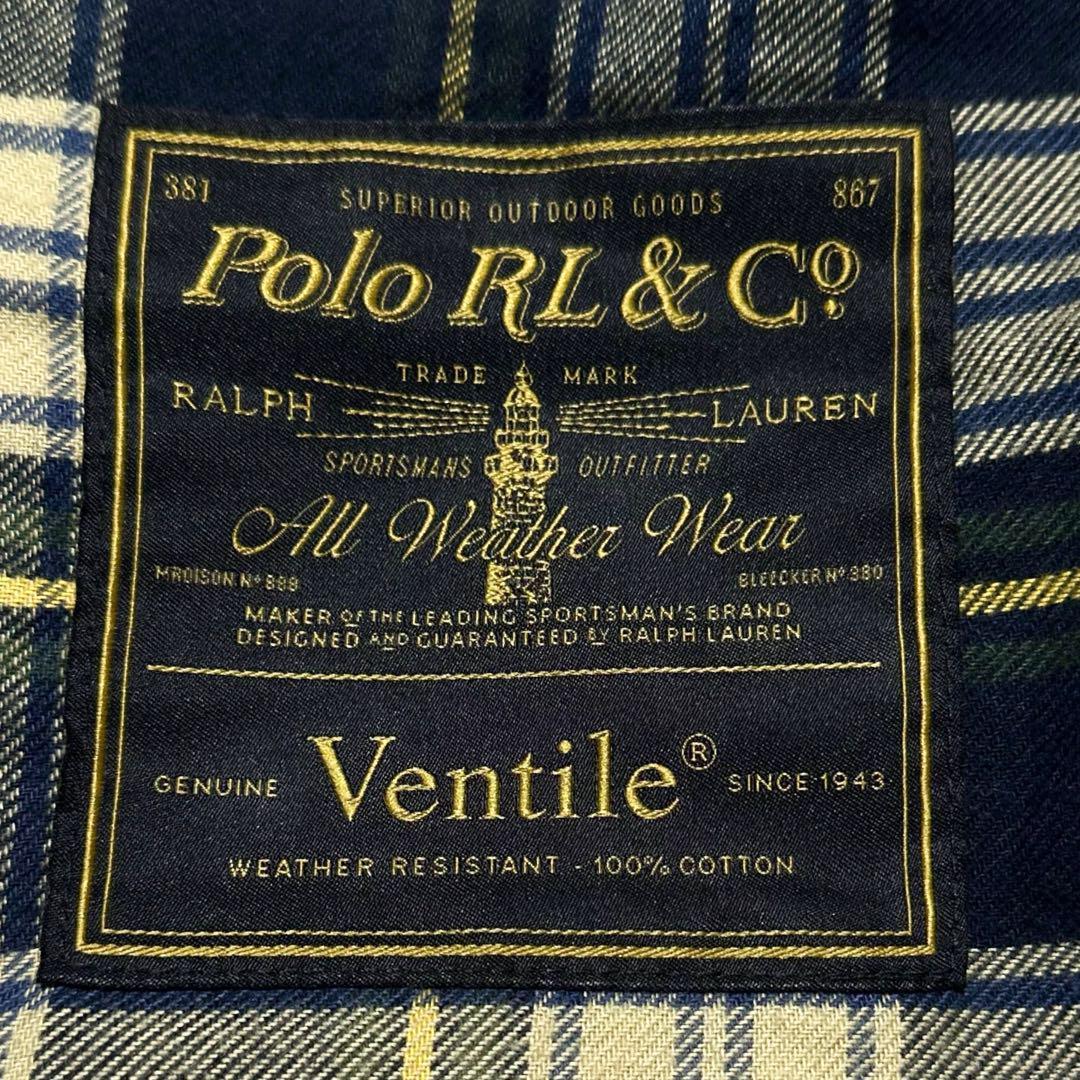 381 SUPERIOR OUTDOOR GOODS 867
Polo RL & Cº.
TRADE MARK
RALPH LAUREN
SPORTSMANS OUTFITTER
All Weather Wear
MADISON Nº 889 BLEECKER Nº 380
MAKER OF THE LEADING SPORTSMAN'S BRAND
DESIGNED AND GUARANTEED BY RALPH LAUREN
GENUINE Ventile® SINCE 1943
WEATHER RESISTANT - 100% COTTON